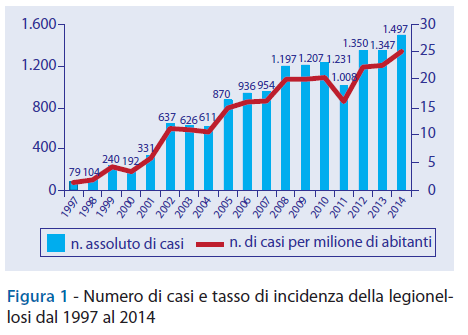 1.600
1.200
800
400
0
30
25
20
15
10
5
0
79 104 240 192 331 637 626 611 870 936 954 1.197 1.207 1.231 1.008 1.350 1.347 1.497
1997 1998 1999 2000 2001 2002 2003 2004 2005 2006 2007 2008 2009 2010 2011 2012 2013 2014
n. assoluto di casi n. di casi per milione di abitanti
Figura 1 - Numero di casi e tasso di incidenza della legionel-
losi dal 1997 al 2014